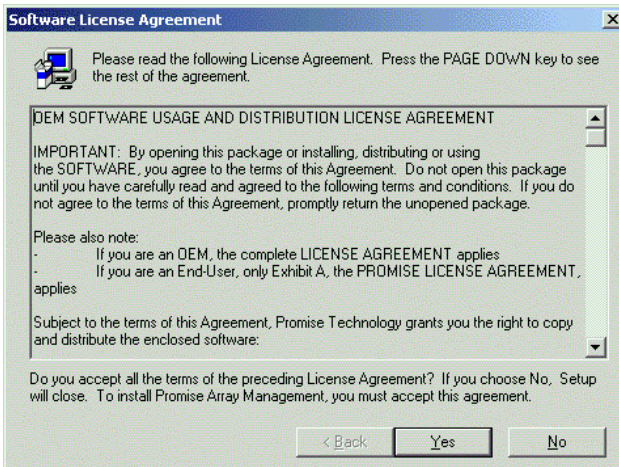 Software License Agreement
Please read the following License Agreement. Press the PAGE DOWN key to see
the rest of the agreement.
OEM SOFTWARE USAGE AND DISTRIBUTION LICENSE AGREEMENT
IMPORTANT: By opening this package or installing, distributing or using
the SOFTWARE, you agree to the terms of this Agreement. Do not open this package
until you have carefully read and agreed to the following terms and conditions. If you do
not agree to the terms of this Agreement, promptly return the unopened package.
Please also note:
- If you are an OEM, the complete LICENSE AGREEMENT applies
- If you are an End-User, only Exhibit A, the PROMISE LICENSE AGREEMENT,
applies
Subject to the terms of this Agreement, Promise Technology grants you the right to copy
and distribute the enclosed software:
Do you accept all the terms of the preceding License Agreement? If you choose No, Setup
will close. To install Promise Array Management, you must accept this agreement.
< Back Yes No